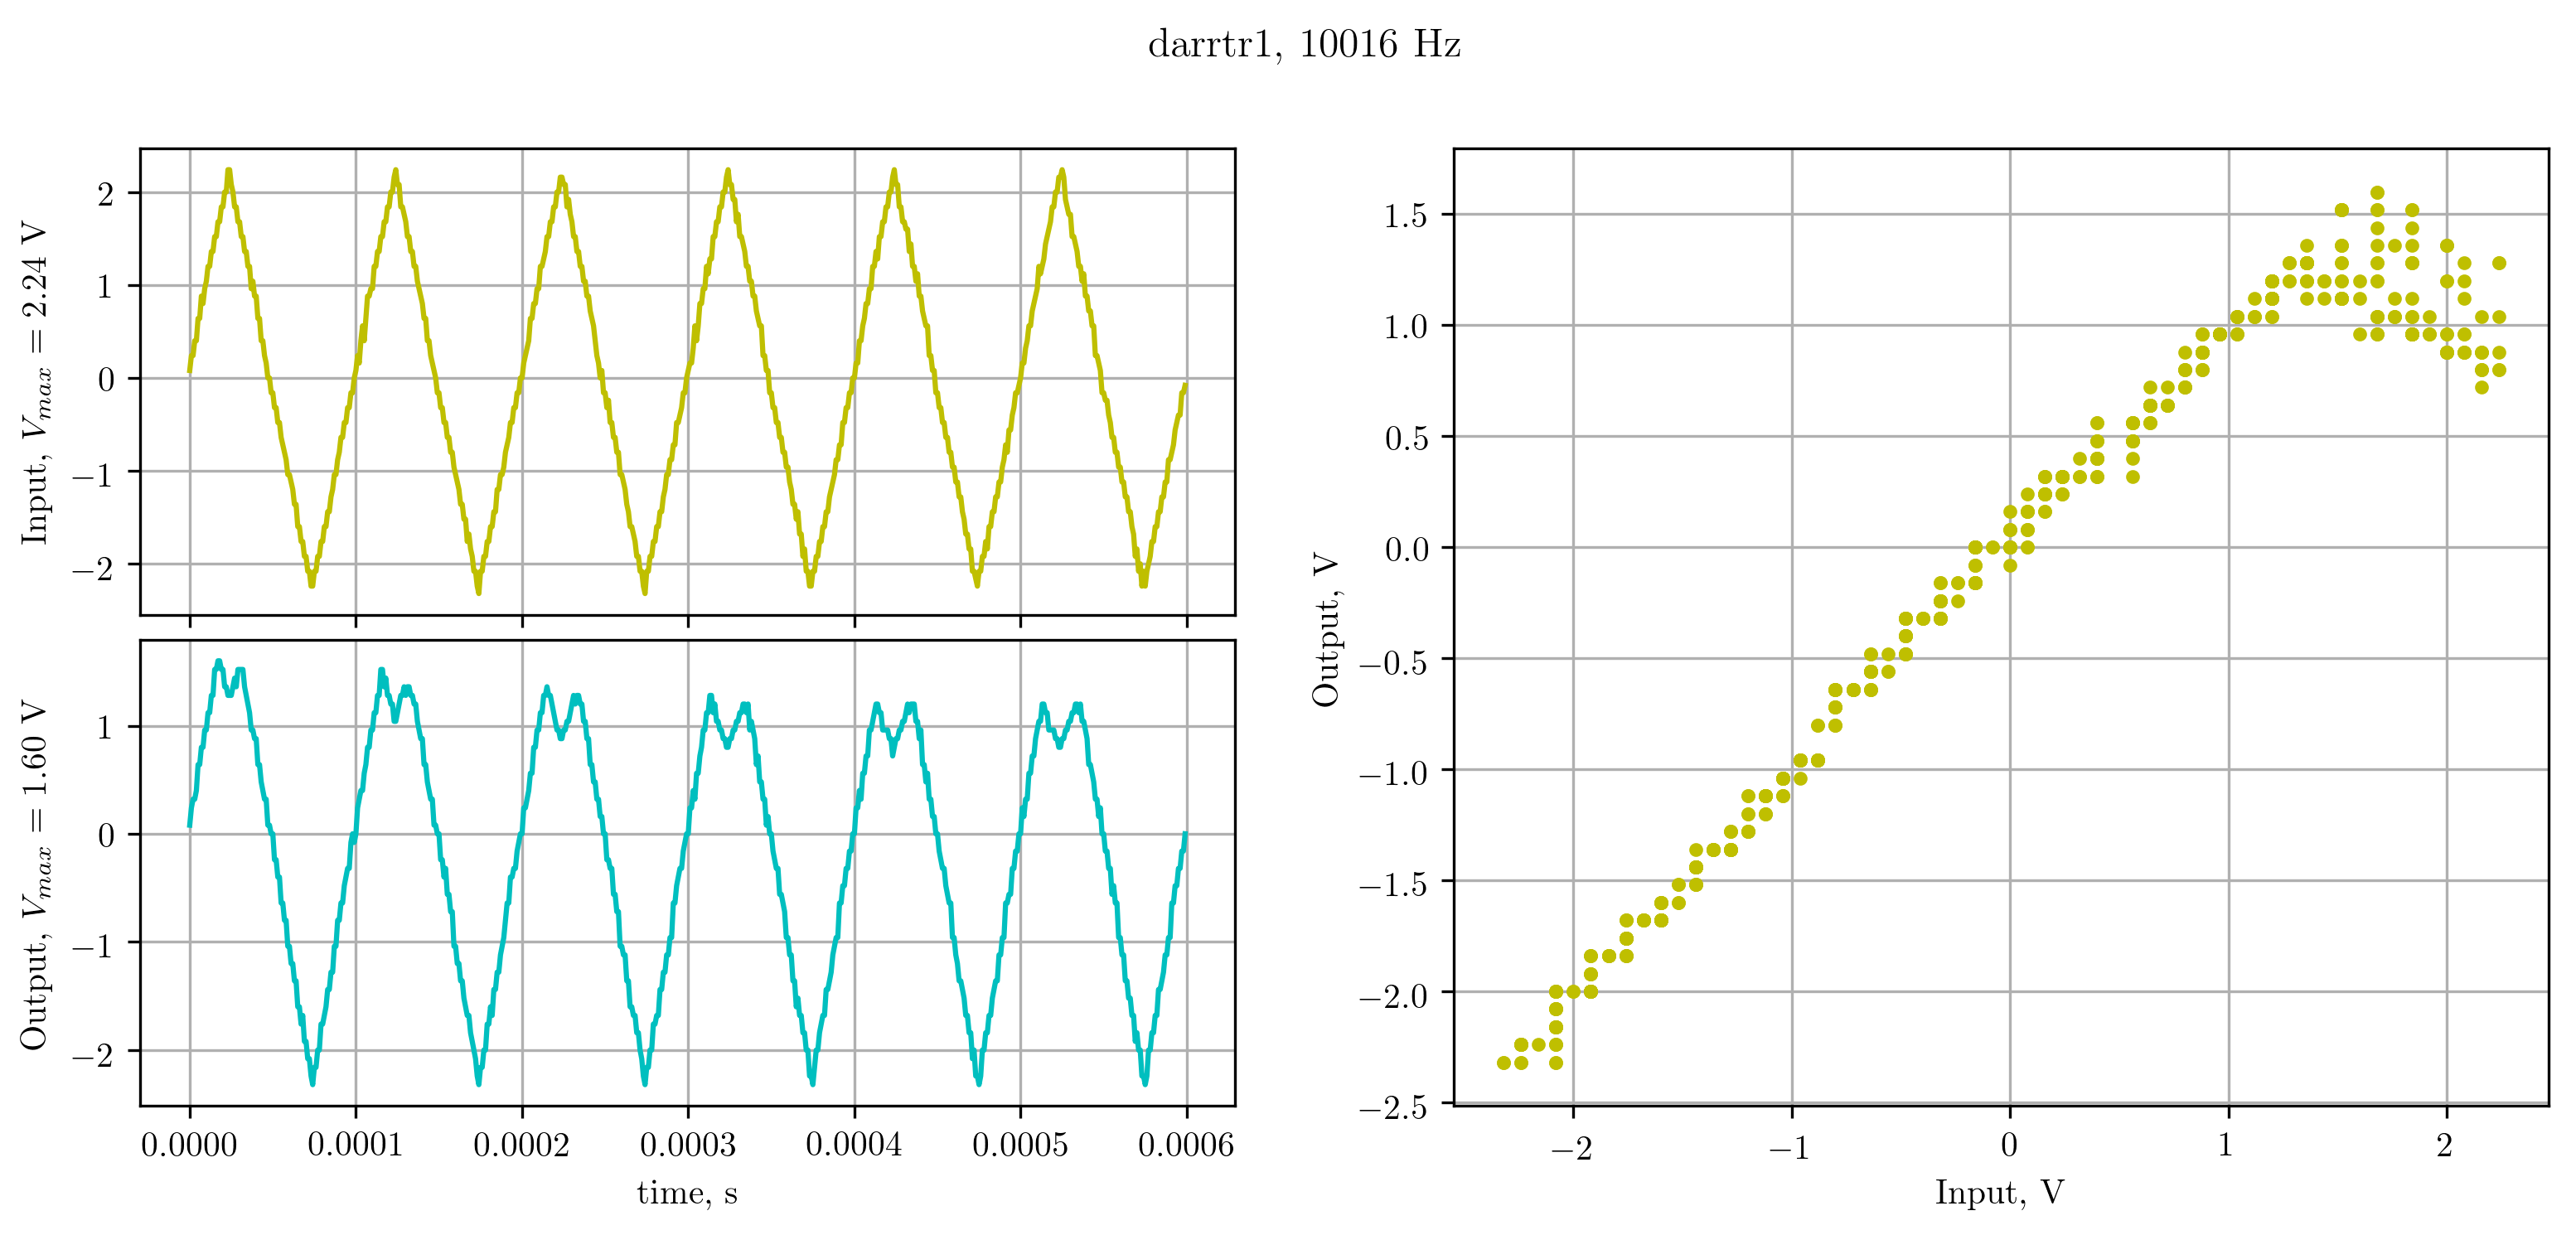 darrtr1, 10016 Hz
Input, V_max = 2.24 V
2
1
0
−1
−2
Output, V_max = 1.60 V
1
0
−1
−2
0.0000 0.0001 0.0002 0.0003 0.0004 0.0005 0.0006
time, s
Output, V
1.5
1.0
0.5
0.0
−0.5
−1.0
−1.5
−2.0
−2.5
−2 −1 0 1 2
Input, V